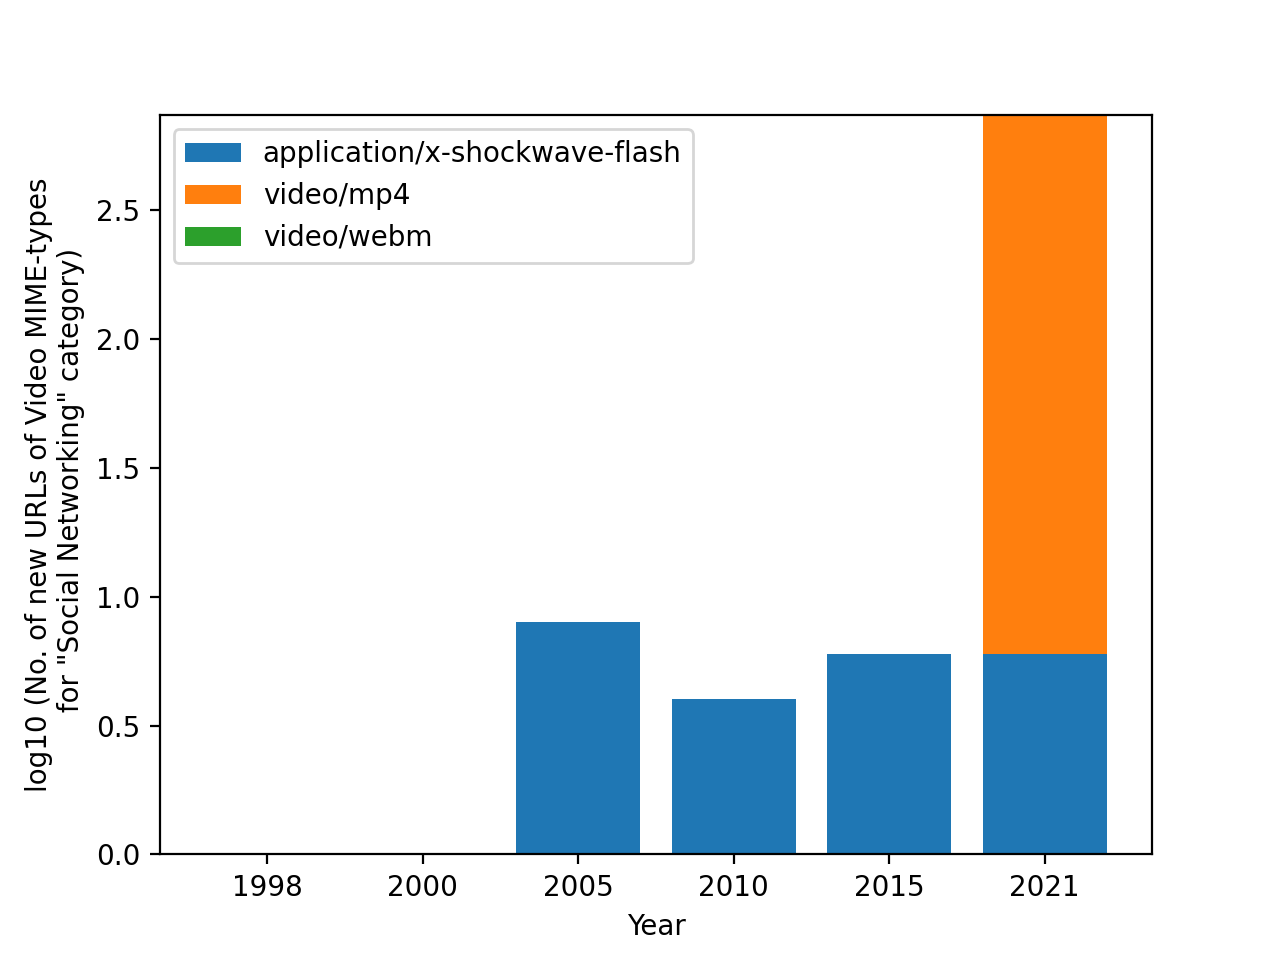 application/x-shockwave-flash
video/mp4
video/webm
log10 (No. of new URLs of Video MIME-types
for "Social Networking" category)
2.5
2.0
1.5
1.0
0.5
0.0
1998 2000 2005 2010 2015 2021
Year